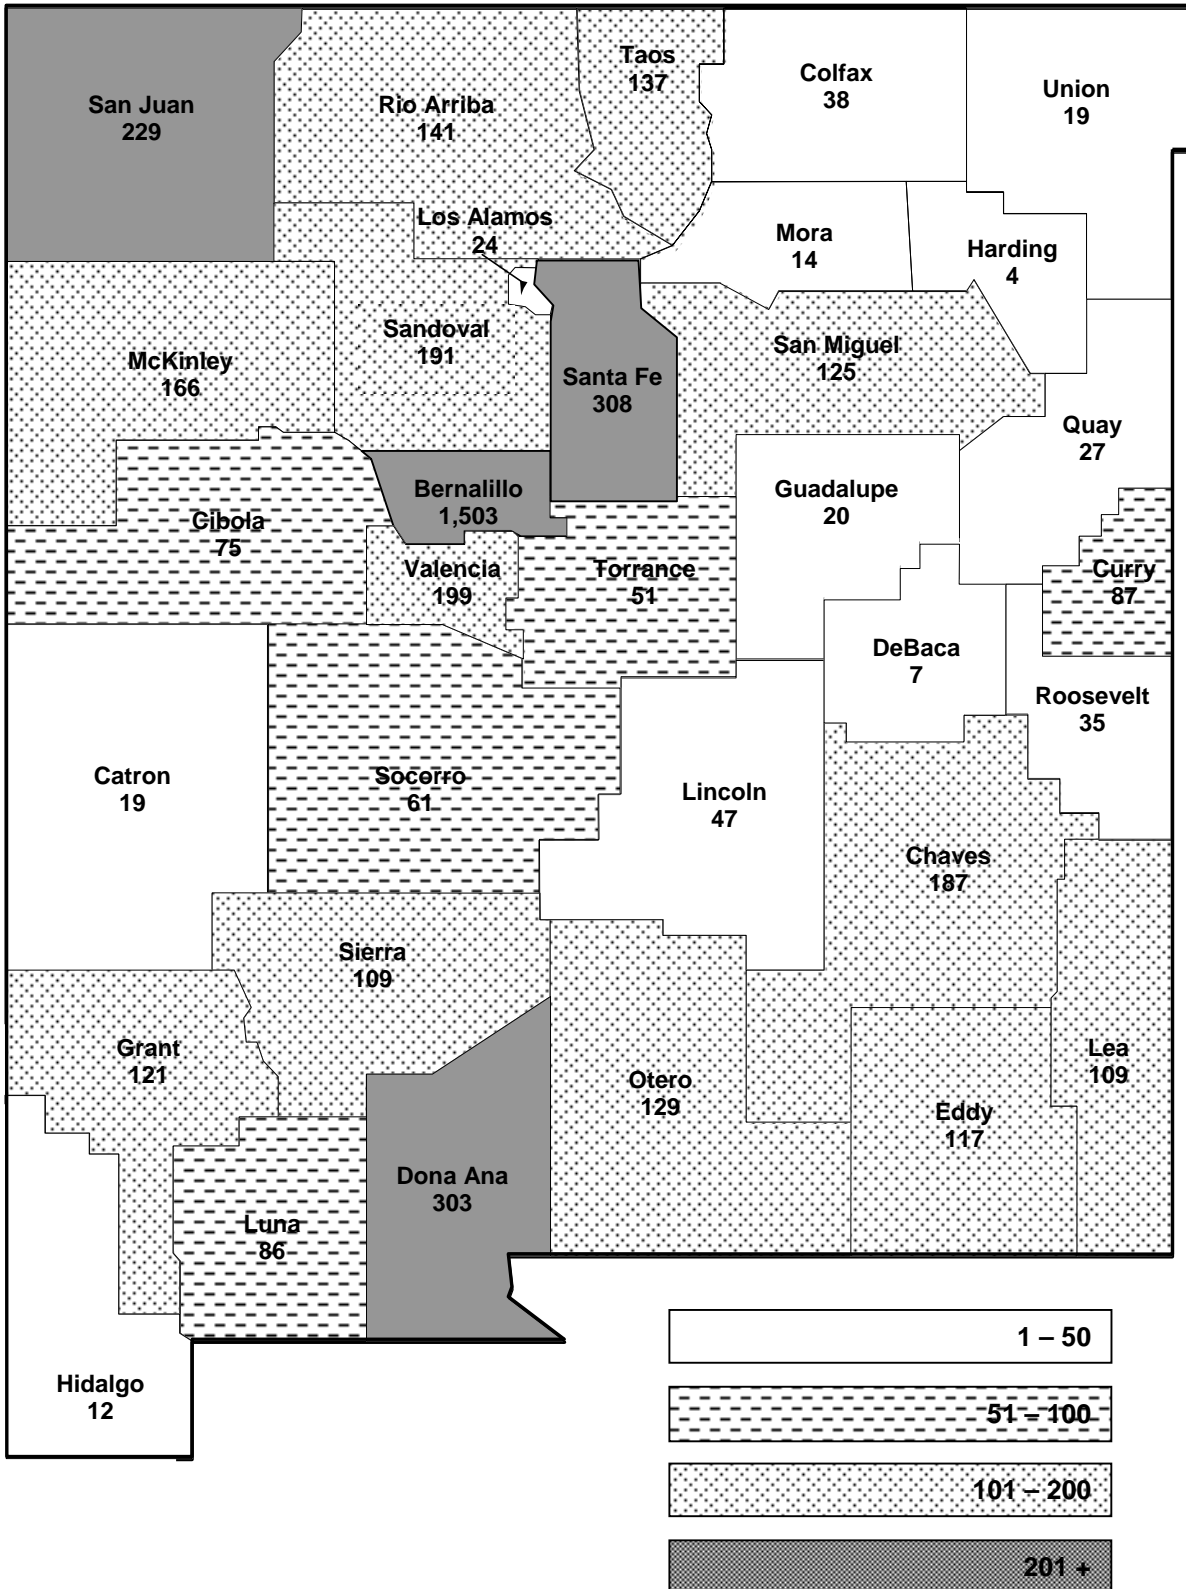 Taos
137
Colfax
38
Union
19
San Juan
229
Rio Arriba
141
Los Alamos
24
Mora
14
Harding
4
Sandoval
191
San Miguel
125
McKinley
166
Santa Fe
308
Quay
27
Bernalillo
1,503
Guadalupe
20
Cibola
75
Valencia
199
Torrance
51
Curry
87
DeBaca
7
Roosevelt
35
Catron
19
Socorro
61
Lincoln
47
Chaves
187
Sierra
109
Grant
121
Otero
129
Lea
109
Eddy
117
Dona Ana
303
Luna
86
Hidalgo
12
1 – 50
51 – 100
101 – 200
201 +